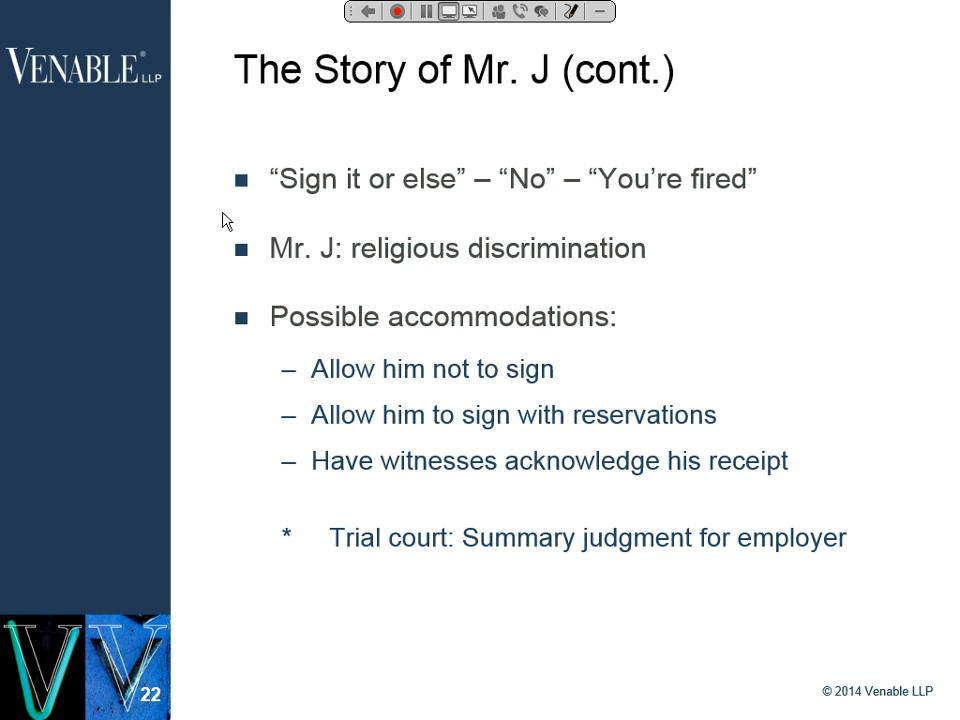 VENABLE® LLP
The Story of Mr. J (cont.)
■ “Sign it or else” – “No” – “You’re fired”
■ Mr. J: religious discrimination
■ Possible accommodations:
– Allow him not to sign
– Allow him to sign with reservations
– Have witnesses acknowledge his receipt
* Trial court: Summary judgment for employer
22
© 2014 Venable LLP